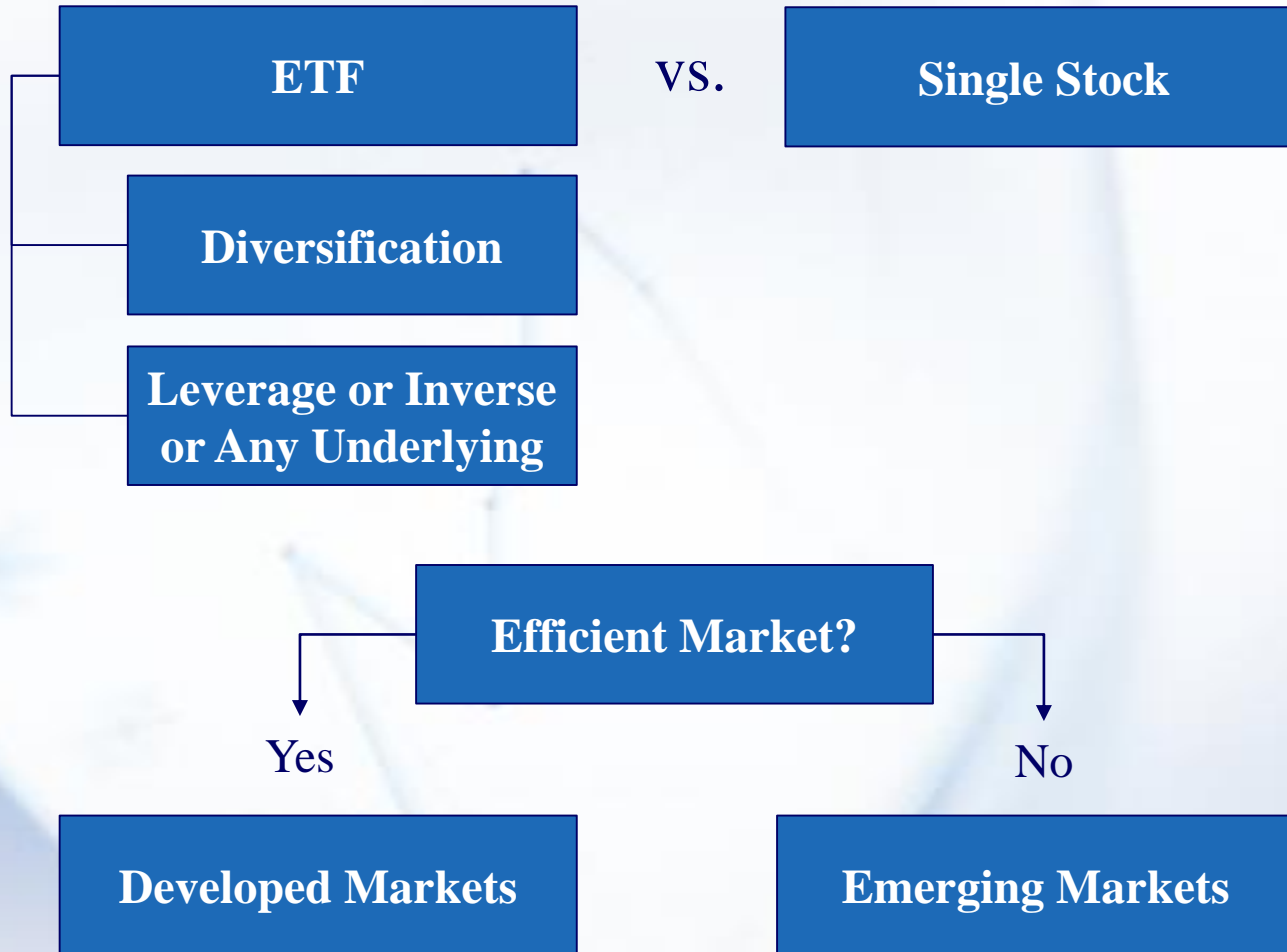 ETF
vs.
Single Stock
Diversification
Leverage or Inverse
or Any Underlying
Efficient Market?
Yes
No
Developed Markets
Emerging Markets